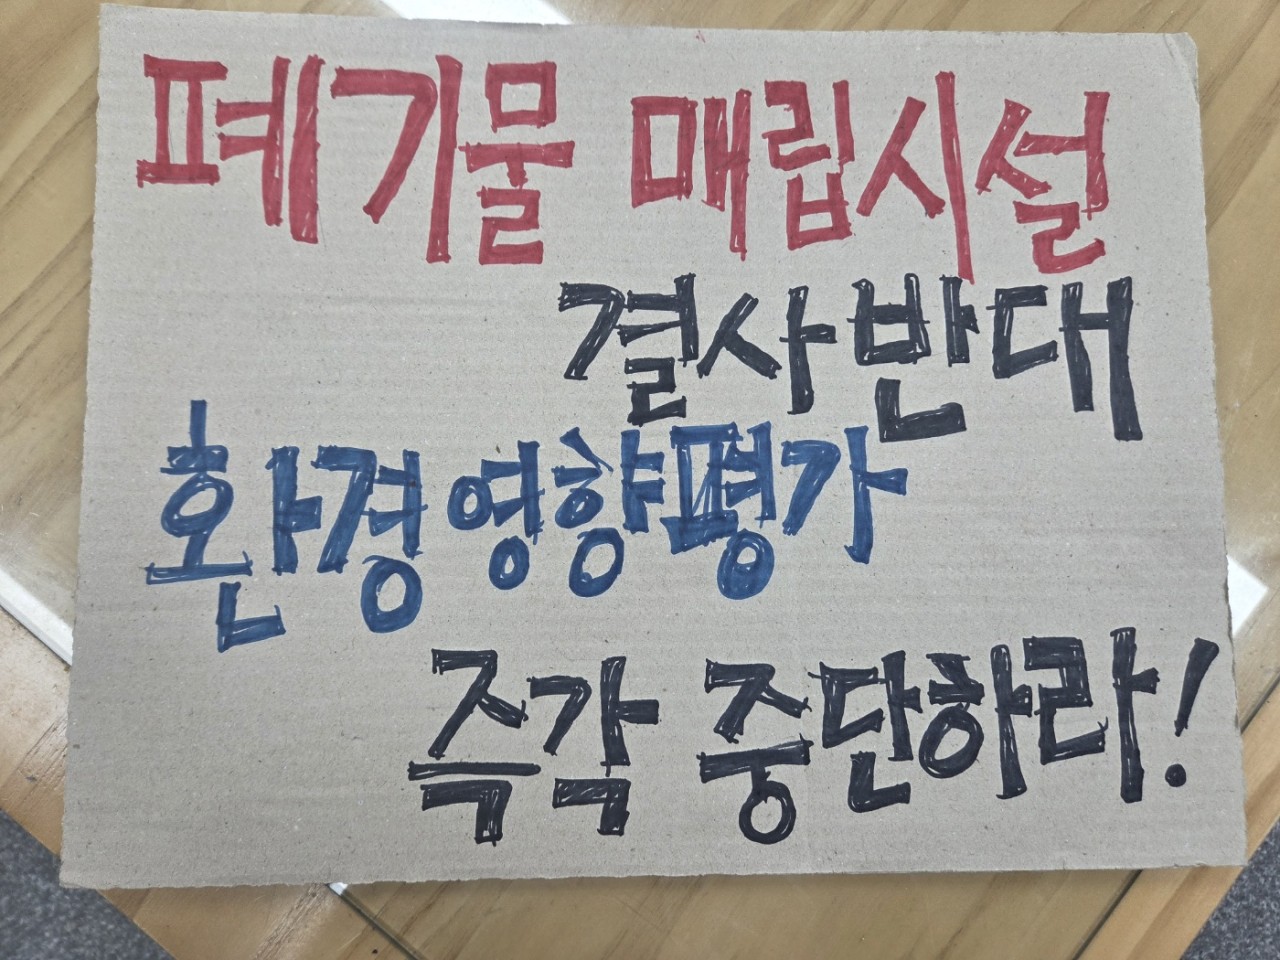 폐기물 매립시설
결사반대
환경영향평가
즉각 중단하라!